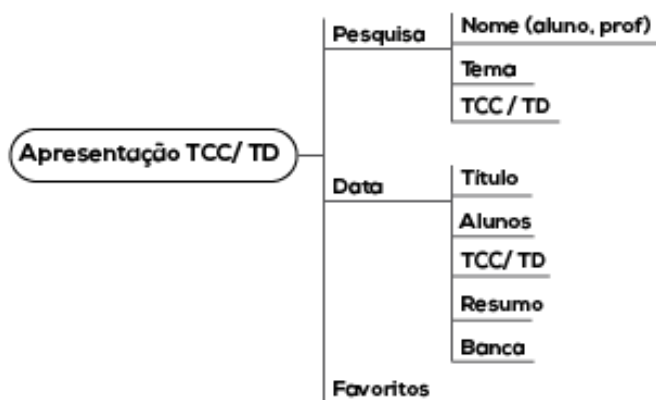 Apresentação TCC/ TD
Pesquisa
Nome (aluno, prof)
Tema
TCC / TD
Data
Título
Alunos
TCC/ TD
Resumo
Banca
Favoritos